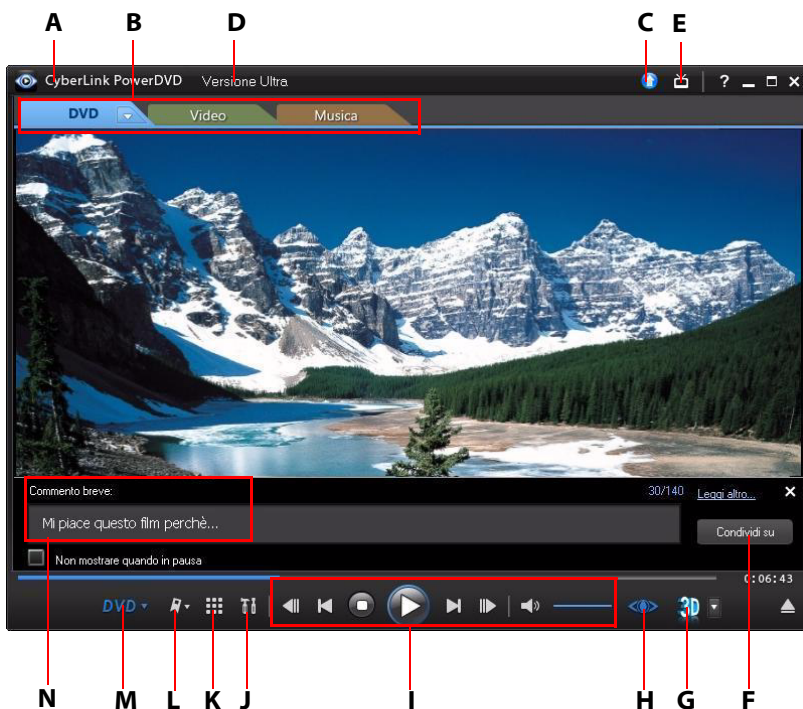 A B D C E
CyberLink PowerDVD Versione Ultra ?
DVD Video Musica
Commento breve: 30/140 Leggi altro...
Mi piace questo film perchè... Condividi su
Non mostrare quando in pausa
0:06:43
DVD 3D
N M L K J I H G F